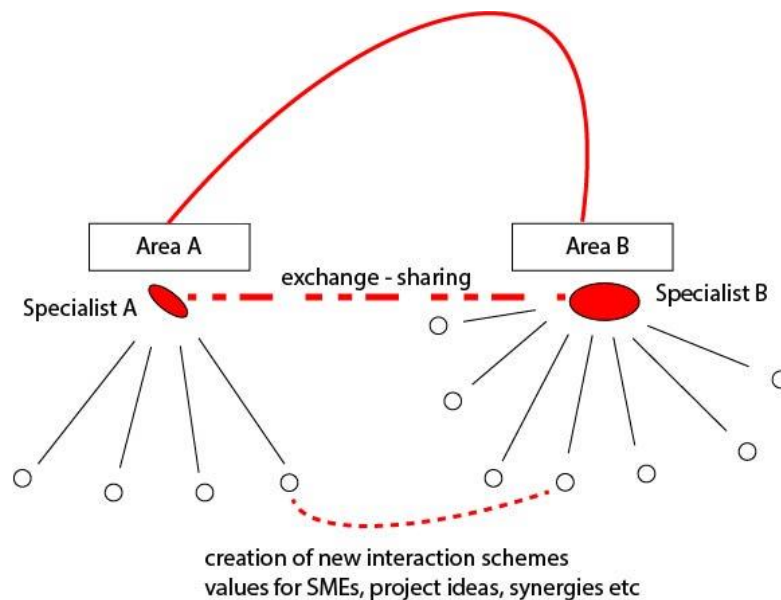 Area A
Area B
exchange - sharing
Specialist A
Specialist B
creation of new interaction schemes
values for SMEs, project ideas, synergies etc